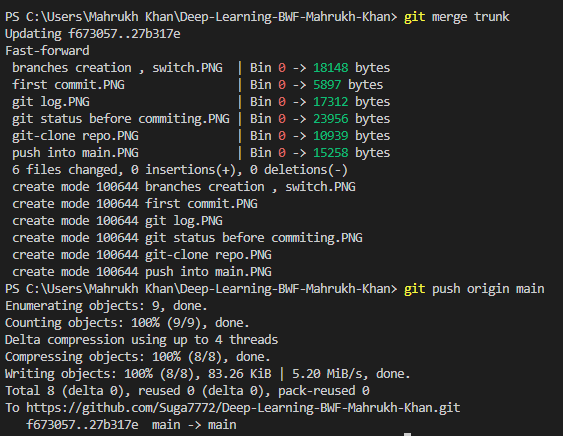 PS C:\Users\Mahrukh Khan\Deep-Learning-BWF-Mahrukh-Khan> git merge trunk
Updating f673057..27b317e
Fast-forward
 branches creation , switch.PNG  | Bin 0 -> 18148 bytes
 first commit.PNG                | Bin 0 -> 5897 bytes
 git log.PNG                     | Bin 0 -> 17312 bytes
 git status before commiting.PNG | Bin 0 -> 23956 bytes
 git-clone repo.PNG              | Bin 0 -> 10939 bytes
 push into main.PNG              | Bin 0 -> 15258 bytes
 6 files changed, 0 insertions(+), 0 deletions(-)
 create mode 100644 branches creation , switch.PNG
 create mode 100644 first commit.PNG
 create mode 100644 git log.PNG
 create mode 100644 git status before commiting.PNG
 create mode 100644 git-clone repo.PNG
 create mode 100644 push into main.PNG
PS C:\Users\Mahrukh Khan\Deep-Learning-BWF-Mahrukh-Khan> git push origin main
Enumerating objects: 9, done.
Counting objects: 100% (9/9), done.
Delta compression using up to 4 threads
Compressing objects: 100% (8/8), done.
Writing objects: 100% (8/8), 83.26 KiB | 5.20 MiB/s, done.
Total 8 (delta 0), reused 0 (delta 0), pack-reused 0
To https://github.com/Suga7772/Deep-Learning-BWF-Mahrukh-Khan.git
   f673057..27b317e  main -> main